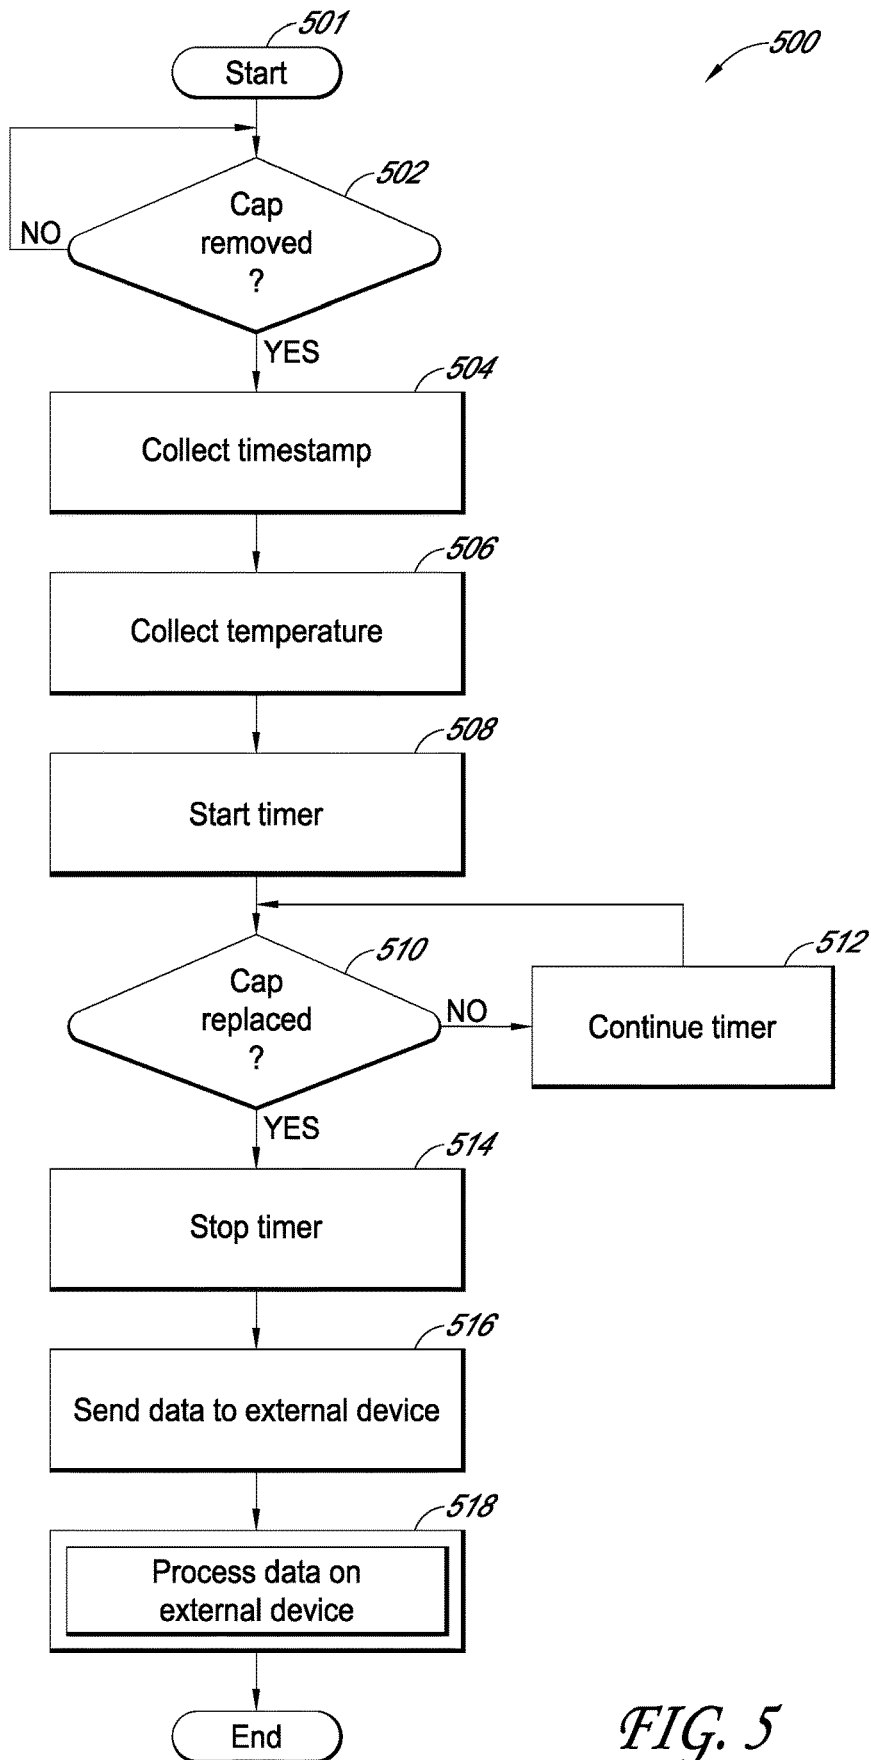 501
Start
500
502
Cap
removed
?
NO
YES
504
Collect timestamp
506
Collect temperature
508
Start timer
510
Cap
replaced
?
NO
512
Continue timer
YES
514
Stop timer
516
Send data to external device
518
Process data on
external device
End
FIG. 5